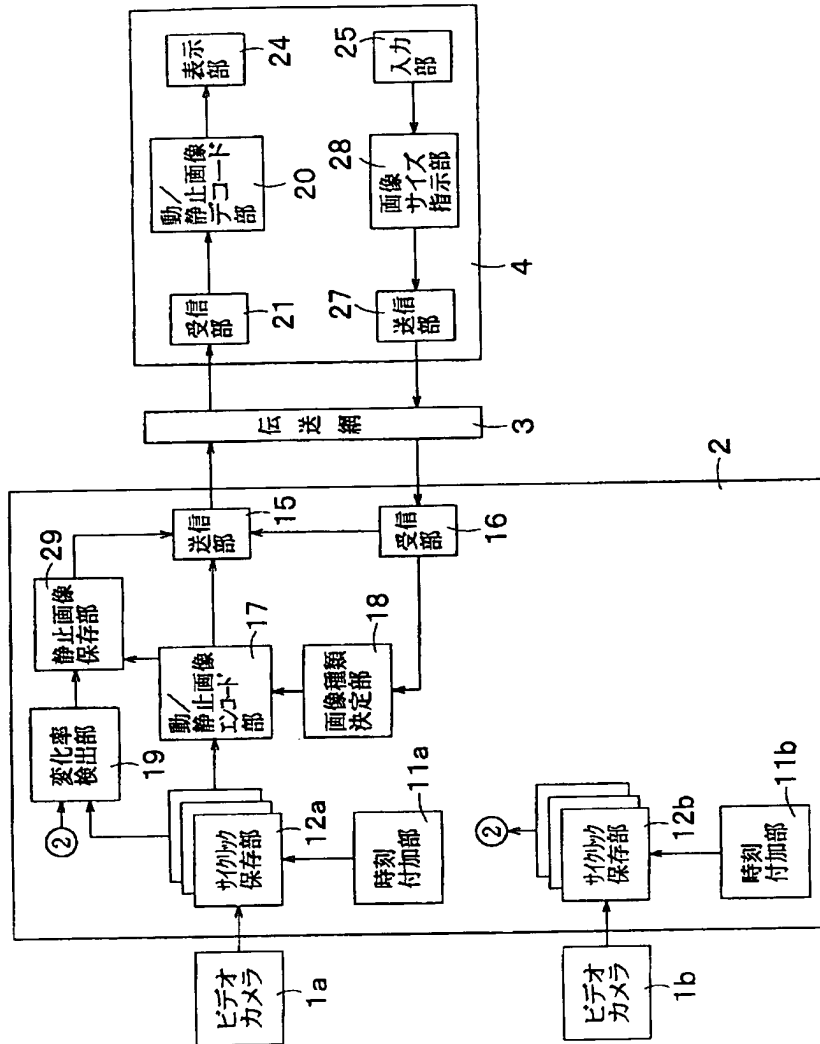 ビデオ
カメラ
1a
サイクリック
保存部
12a
時刻
付加部
11a
②
変化率
検出部
19
静止画像
保存部
29
動/
静止画像
エンコード
部
17
画像種類
決定部
18
送信
部
15
受信
部
16
2
ビデオ
カメラ
1b
②
サイクリック
保存部
12b
時刻
付加部
11b
伝送網
3
受信
部
21
動/
静止画像
デコード
部
20
表示
部
24
入力
部
25
画像
サイズ
指示部
28
送信
部
27
4